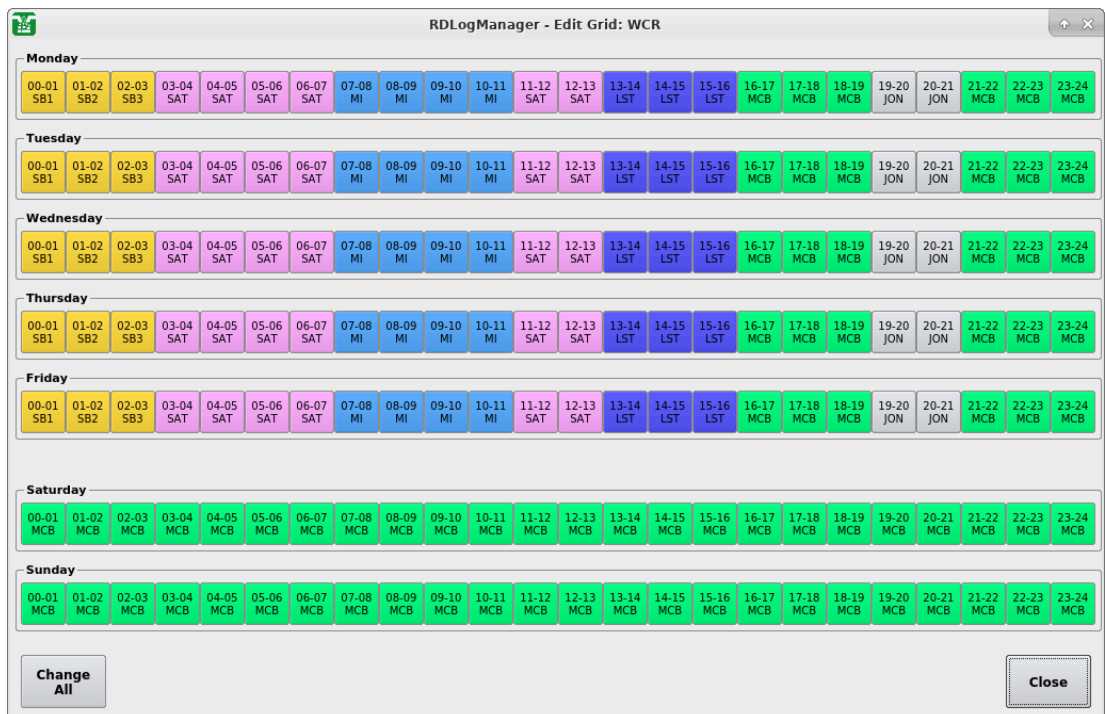 RDLogManager - Edit Grid: WCR
Monday
00-01 01-02 02-03 03-04 04-05 05-06 06-07 07-08 08-09 09-10 10-11 11-12 12-13 13-14 14-15 15-16 16-17 17-18 18-19 19-20 20-21 21-22 22-23 23-24
SB1 SB2 SB3 SAT SAT SAT SAT MI MI MI MI SAT SAT LST LST LST MCB MCB MCB JON JON MCB MCB MCB
Tuesday
00-01 01-02 02-03 03-04 04-05 05-06 06-07 07-08 08-09 09-10 10-11 11-12 12-13 13-14 14-15 15-16 16-17 17-18 18-19 19-20 20-21 21-22 22-23 23-24
SB1 SB2 SB3 SAT SAT SAT SAT MI MI MI MI SAT SAT LST LST LST MCB MCB MCB JON JON MCB MCB MCB
Wednesday
00-01 01-02 02-03 03-04 04-05 05-06 06-07 07-08 08-09 09-10 10-11 11-12 12-13 13-14 14-15 15-16 16-17 17-18 18-19 19-20 20-21 21-22 22-23 23-24
SB1 SB2 SB3 SAT SAT SAT SAT MI MI MI MI SAT SAT LST LST LST MCB MCB MCB JON JON MCB MCB MCB
Thursday
00-01 01-02 02-03 03-04 04-05 05-06 06-07 07-08 08-09 09-10 10-11 11-12 12-13 13-14 14-15 15-16 16-17 17-18 18-19 19-20 20-21 21-22 22-23 23-24
SB1 SB2 SB3 SAT SAT SAT SAT MI MI MI MI SAT SAT LST LST LST MCB MCB MCB JON JON MCB MCB MCB
Friday
00-01 01-02 02-03 03-04 04-05 05-06 06-07 07-08 08-09 09-10 10-11 11-12 12-13 13-14 14-15 15-16 16-17 17-18 18-19 19-20 20-21 21-22 22-23 23-24
SB1 SB2 SB3 SAT SAT SAT SAT MI MI MI MI SAT SAT LST LST LST MCB MCB MCB JON JON MCB MCB MCB
Saturday
00-01 01-02 02-03 03-04 04-05 05-06 06-07 07-08 08-09 09-10 10-11 11-12 12-13 13-14 14-15 15-16 16-17 17-18 18-19 19-20 20-21 21-22 22-23 23-24
MCB MCB MCB MCB MCB MCB MCB MCB MCB MCB MCB MCB MCB MCB MCB MCB MCB MCB MCB MCB MCB MCB MCB MCB
Sunday
00-01 01-02 02-03 03-04 04-05 05-06 06-07 07-08 08-09 09-10 10-11 11-12 12-13 13-14 14-15 15-16 16-17 17-18 18-19 19-20 20-21 21-22 22-23 23-24
MCB MCB MCB MCB MCB MCB MCB MCB MCB MCB MCB MCB MCB MCB MCB MCB MCB MCB MCB MCB MCB MCB MCB MCB
Change
All
Close